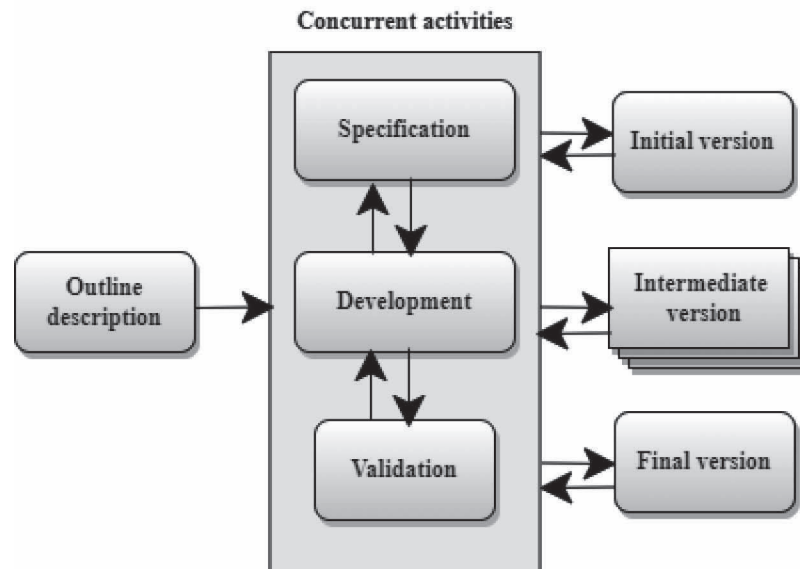 Concurrent activities
Specification
Initial version
Outline
description
Development
Intermediate
version
Validation
Final version